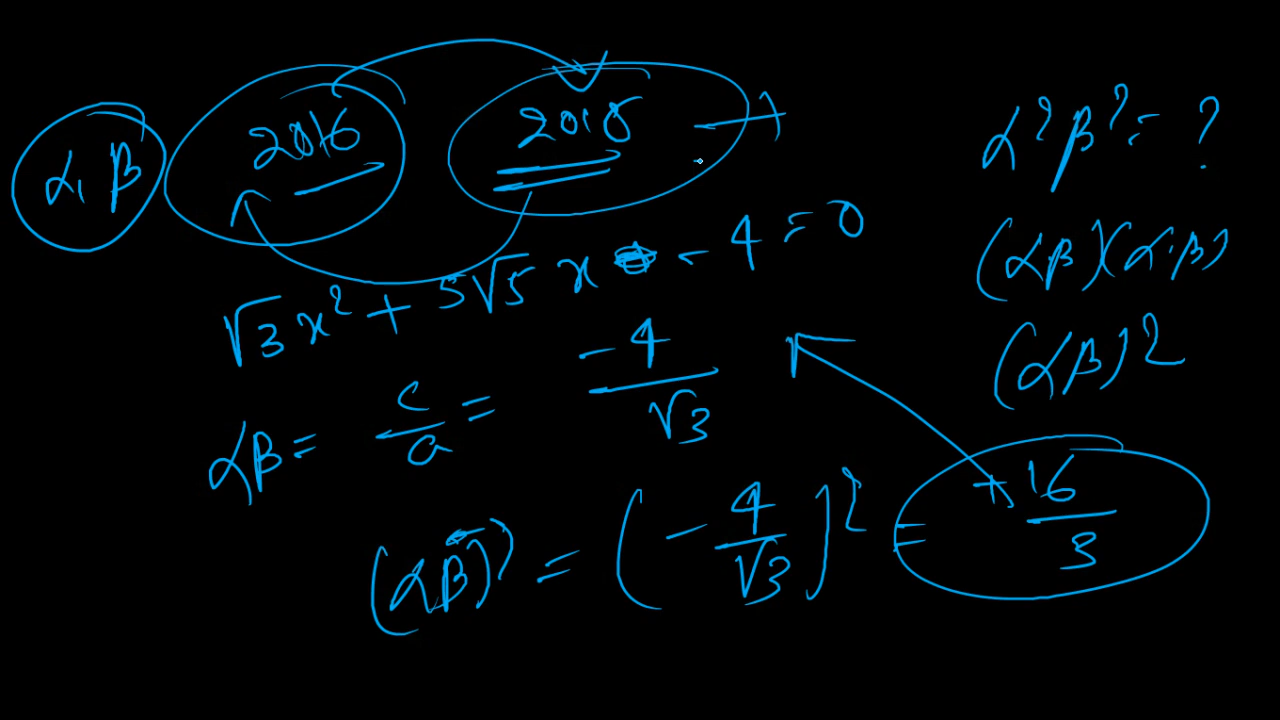 α, β 2016 2018
α²β² = ?
(αβ)(α·β)
√3x² + 5√5 x - 4 = 0
(αβ)²
αβ = c/a = -4/√3
(αβ)² = (-4/√3)² = +16/3